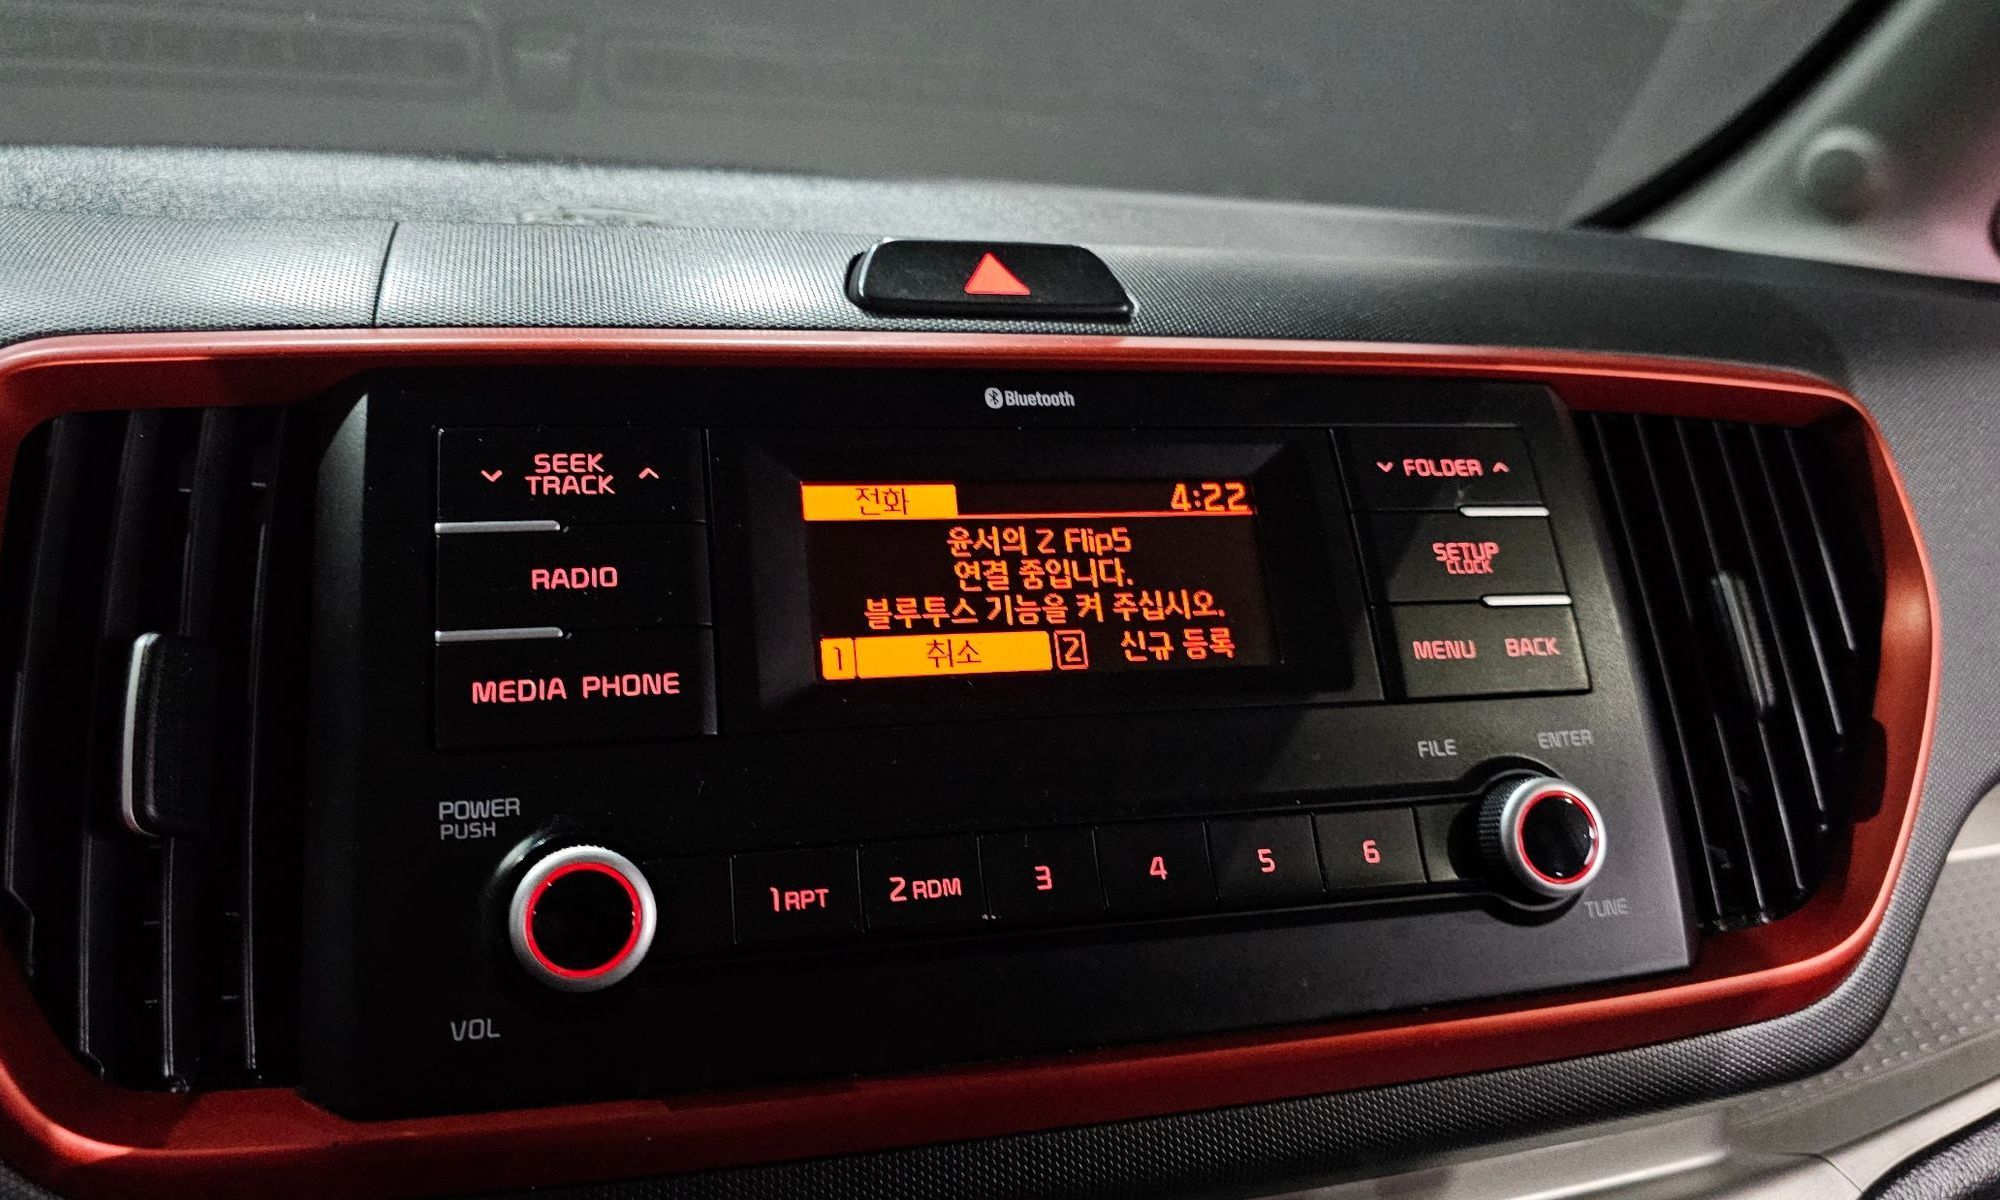 Bluetooth
SEEK
TRACK
RADIO
MEDIA PHONE
전화 4:22
윤서의 Z Flip5
연결 중입니다.
블루투스 기능을 켜 주십시오.
1 취소 2 신규 등록
FOLDER
SETUP
CLOCK
MENU BACK
FILE ENTER
POWER
PUSH
1 RPT 2 RDM 3 4 5 6
TUNE
VOL